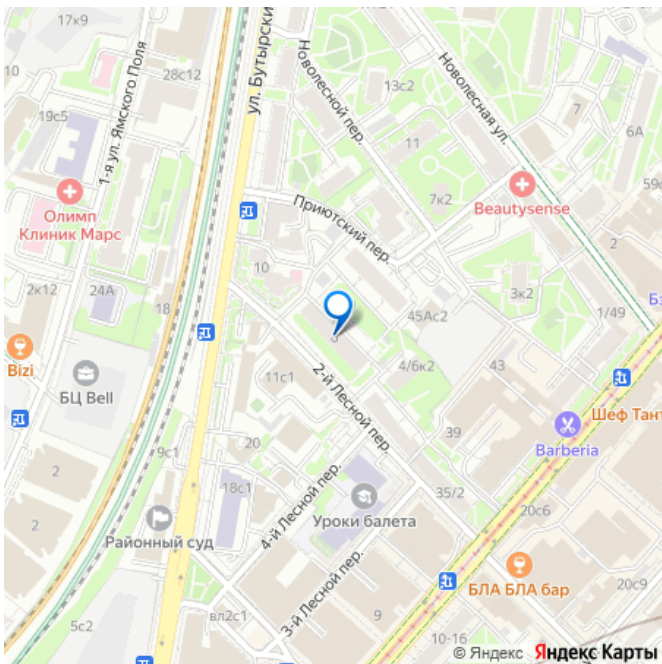 17к9
10
28с12
19с5
1-я ул. Ямского Поля
ул. Бутырски
Новолесной пер.
13с2
Новолесная ул.
7
6А
11
59с
Олимп
Клиник Марс
7к2
Beautysense
Приютский пер.
2
2к12
24А
18
10
3к2
Бэ
45Ас2
1/49
Bizi
БЦ Bell
11с1
2-й Лесной пер.
4/6к2
43
Шеф Тант
39
Barberia
20
9с1
2
2
18с1
4-й Лесной пер.
Уроки балета
35/2
20с6
Районный суд
БЛА БЛА бар
20с9
3-й Лесной пер.
вл2с1
9
5с2
10-16
© Яндекс Яндекс Карты